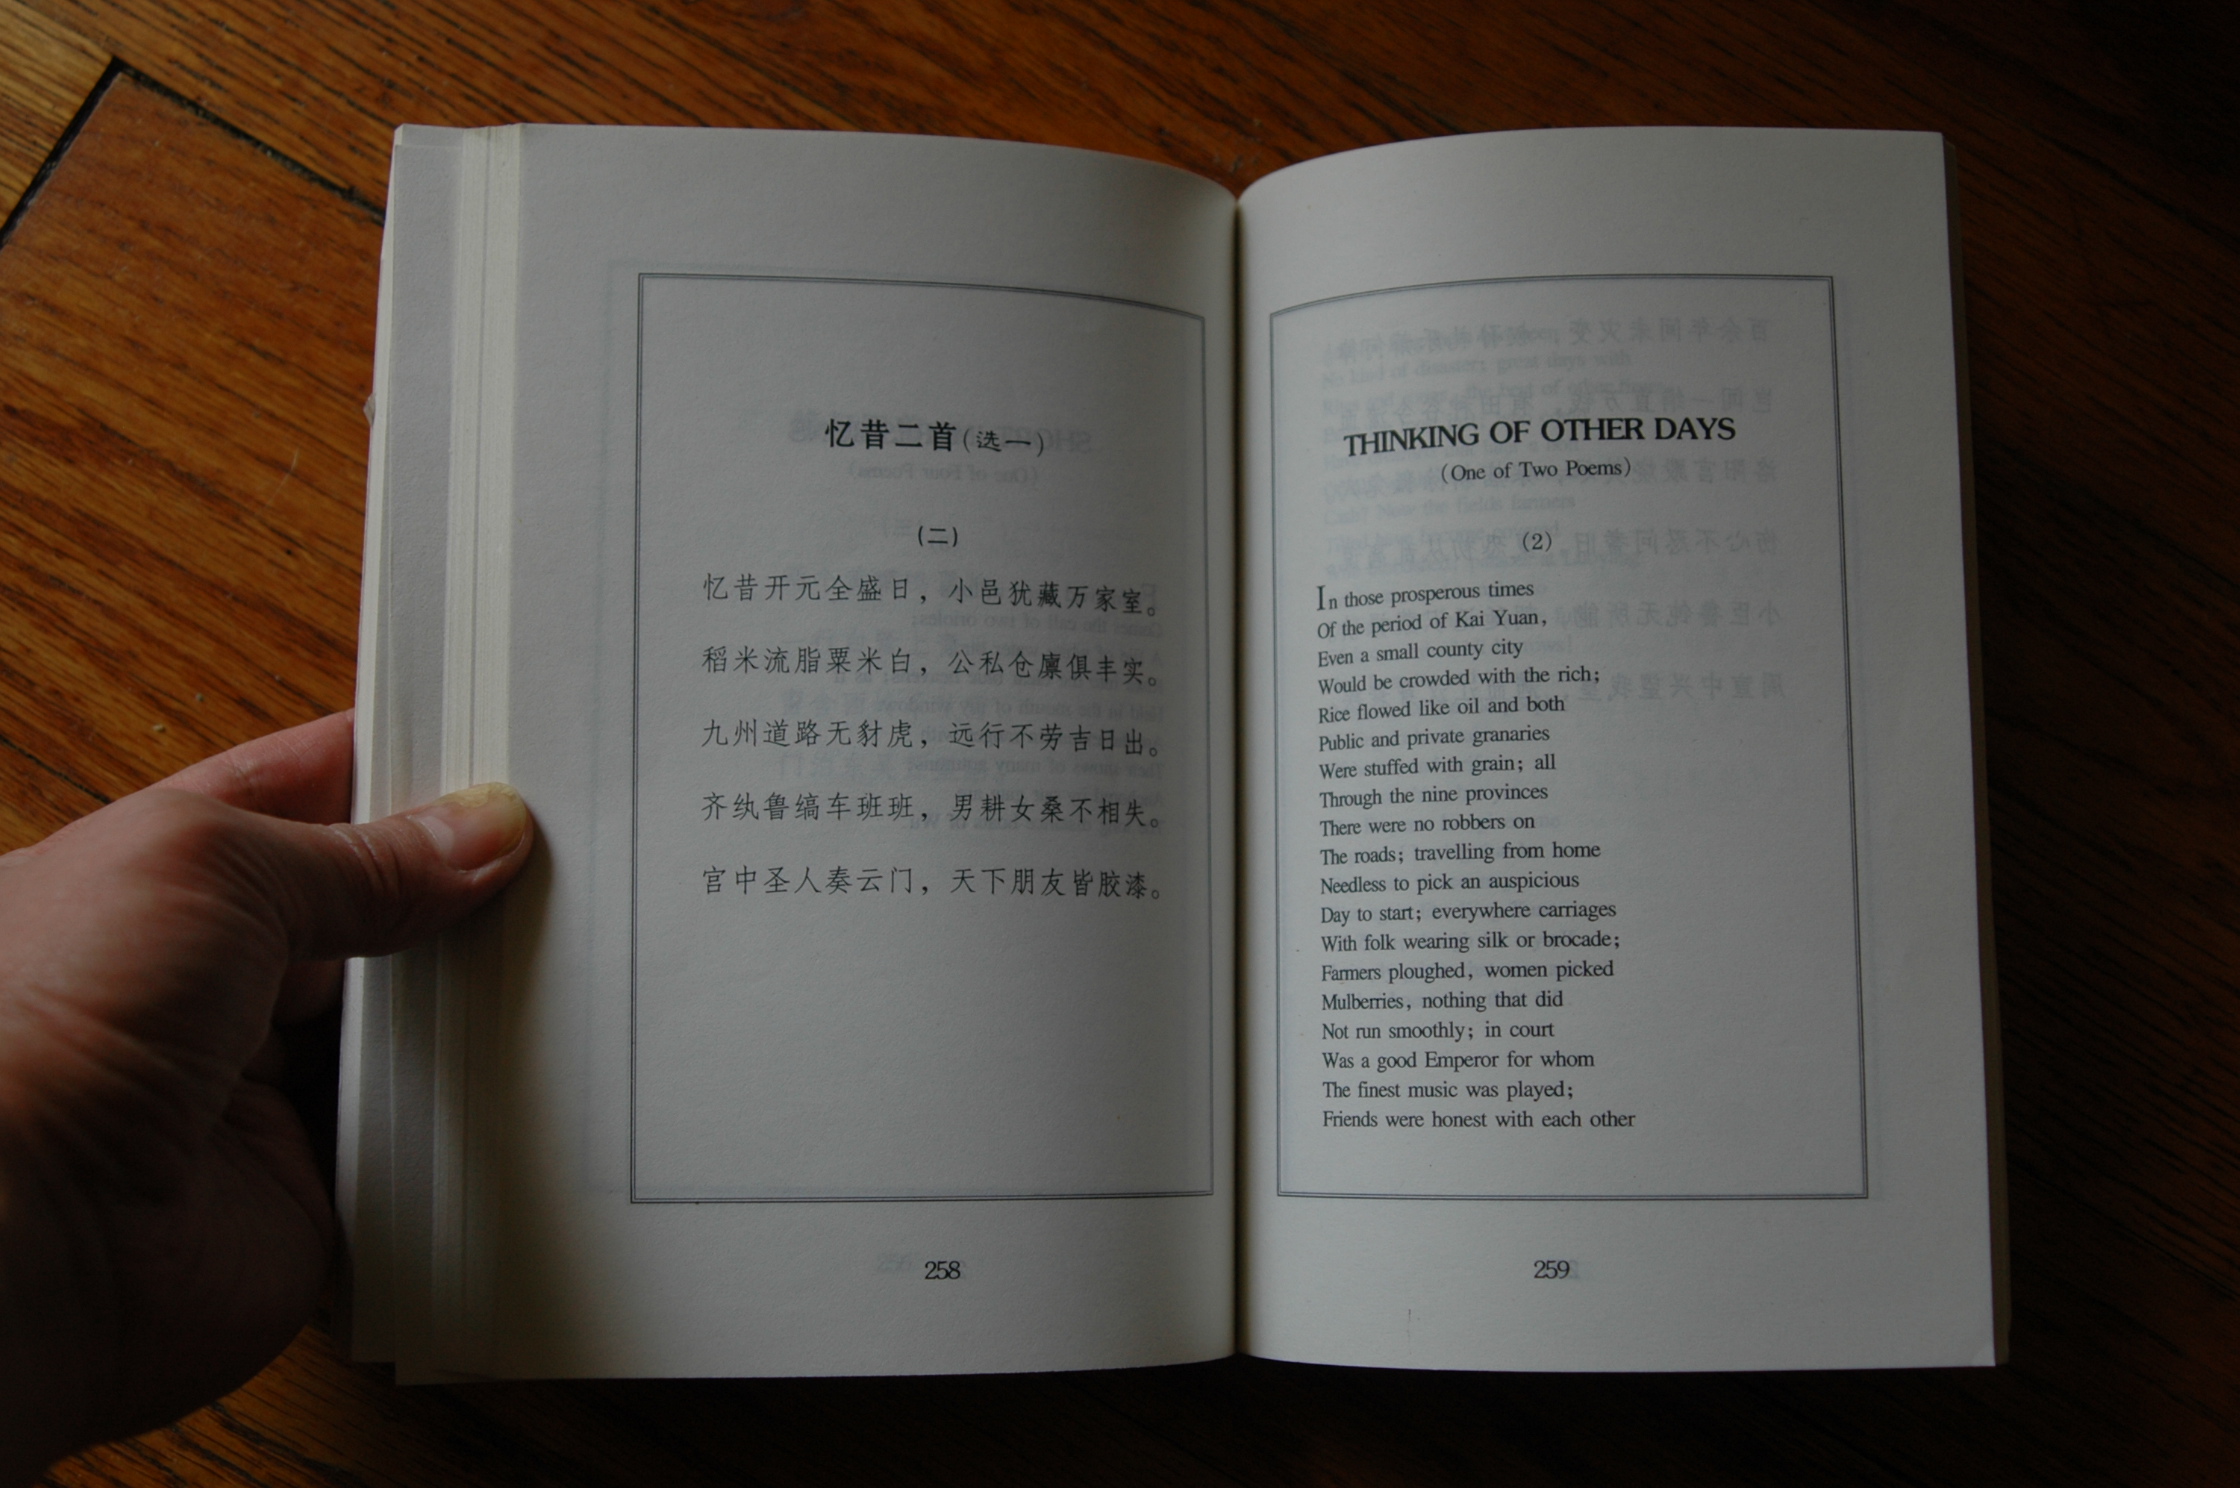 忆昔二首(选一)
(二)
忆昔开元全盛日，小邑犹藏万家室。
稻米流脂粟米白，公私仓廪俱丰实。
九州道路无豺虎，远行不劳吉日出。
齐纨鲁缟车班班，男耕女桑不相失。
宫中圣人奏云门，天下朋友皆胶漆。
258
THINKING OF OTHER DAYS
(One of Two Poems)
(2)
In those prosperous times
Of the period of Kai Yuan,
Even a small county city
Would be crowded with the rich;
Rice flowed like oil and both
Public and private granaries
Were stuffed with grain; all
Through the nine provinces
There were no robbers on
The roads; travelling from home
Needless to pick an auspicious
Day to start; everywhere carriages
With folk wearing silk or brocade;
Farmers ploughed, women picked
Mulberries, nothing that did
Not run smoothly; in court
Was a good Emperor for whom
The finest music was played;
Friends were honest with each other
259